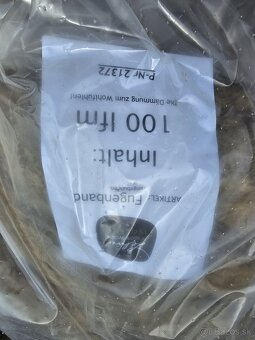 ARTIKEL: Fugenband
Inhalt:
100 lfm
Die Dämmung zum Wohlfühlen!
P-Nr 21372